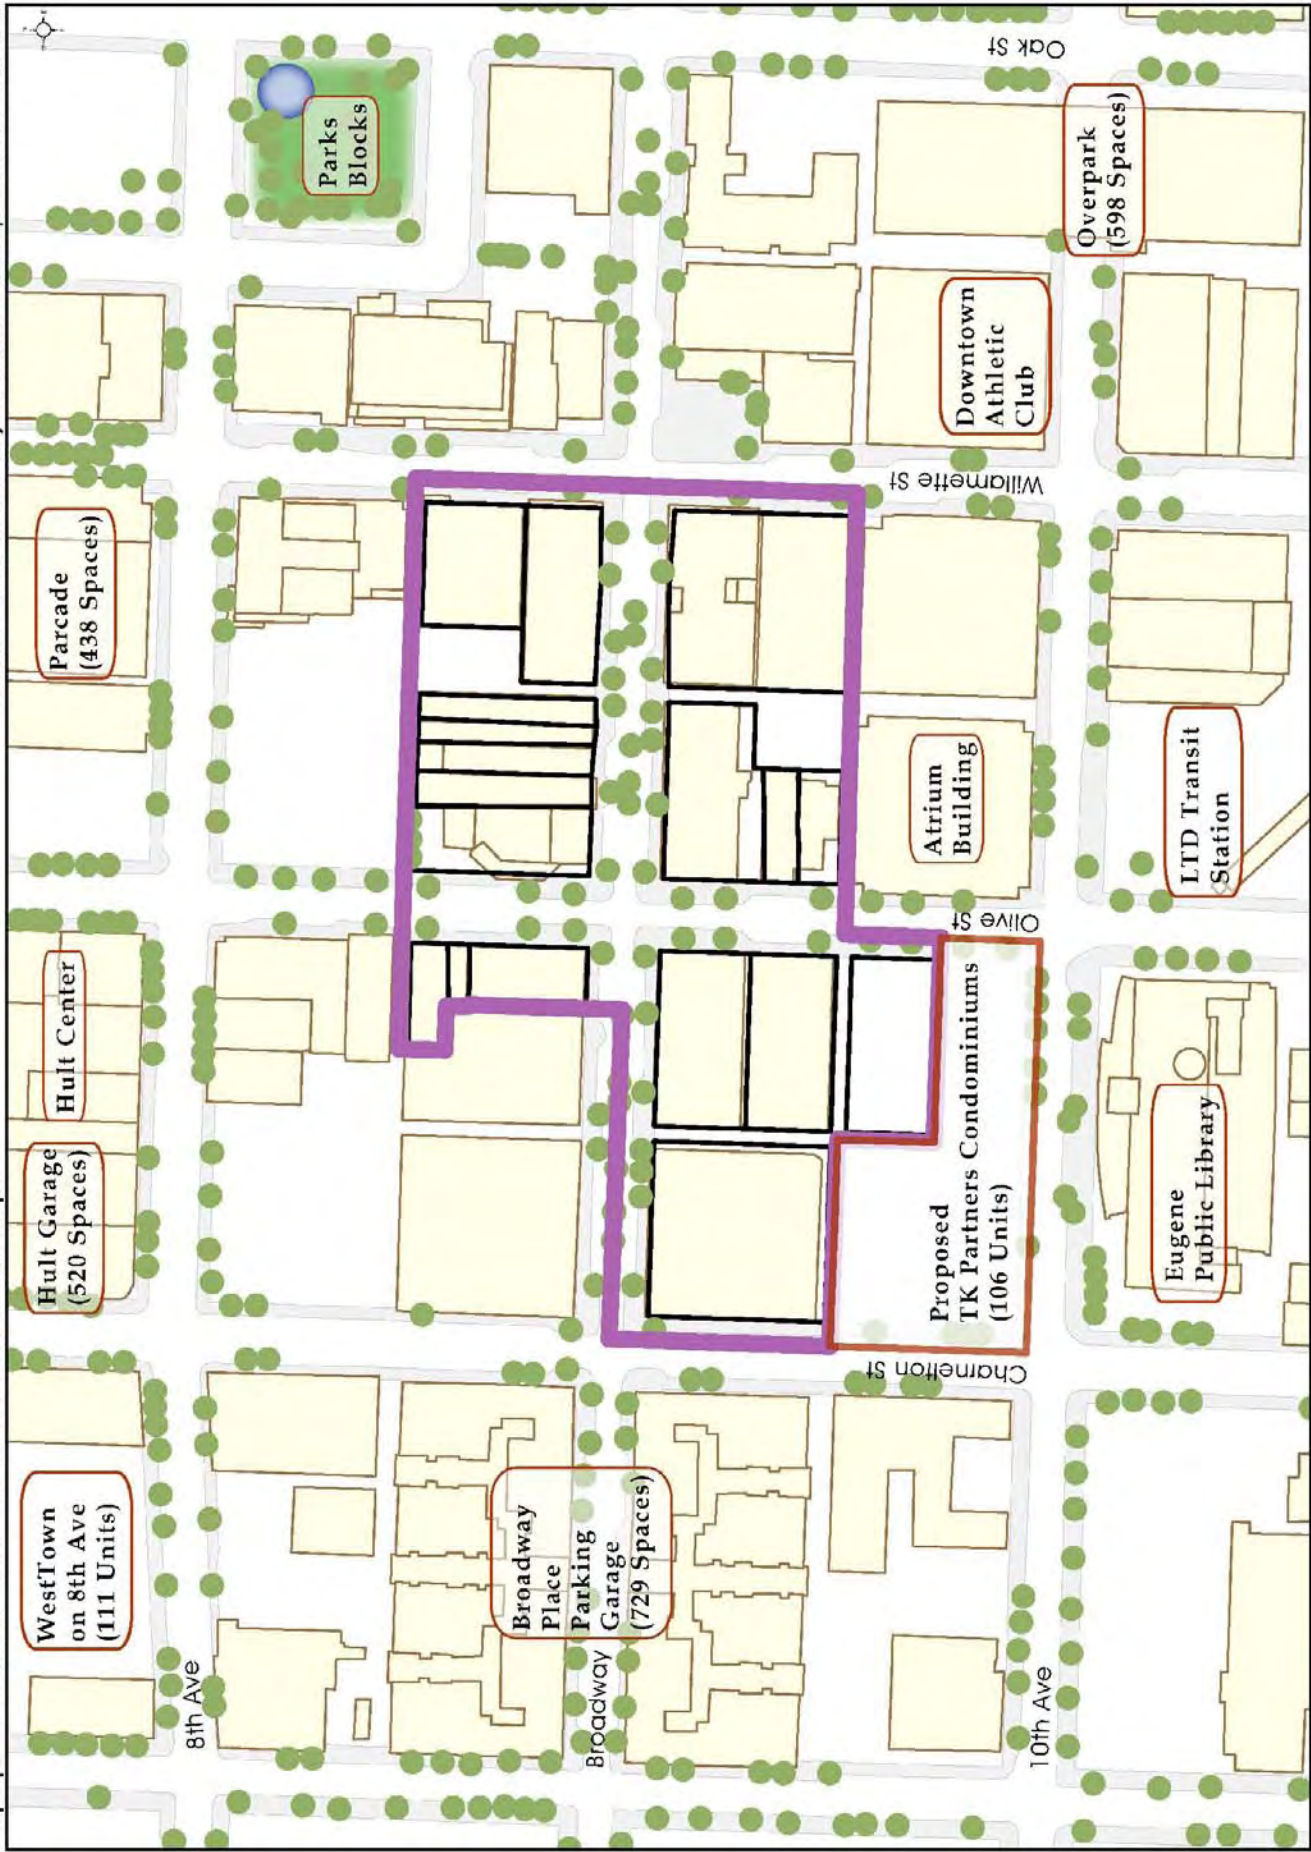 WestTown
on 8th Ave
(111 Units)
Hult Garage
(520 Spaces)
Hult Center
Parcade
(438 Spaces)
Parks
Blocks
8th Ave
Broadway
Place
Parking
Garage
(729 Spaces)
Broadway
Charnelton St
Proposed
TK Partners Condominiums
(106 Units)
Olive St
Atrium
Building
Willamette St
Downtown
Athletic
Club
Oak St
Overpark
(598 Spaces)
10th Ave
Eugene
Public Library
LTD Transit
Station